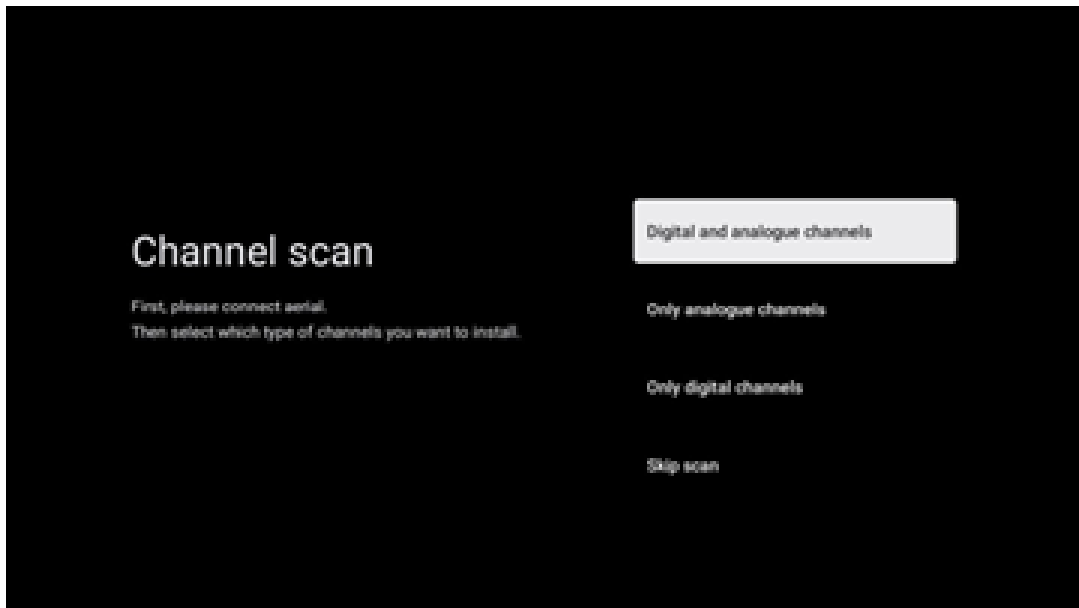 Channel scan
First, please connect aerial.
Then select which type of channels you want to install.
Digital and analogue channels
Only analogue channels
Only digital channels
Skip scan